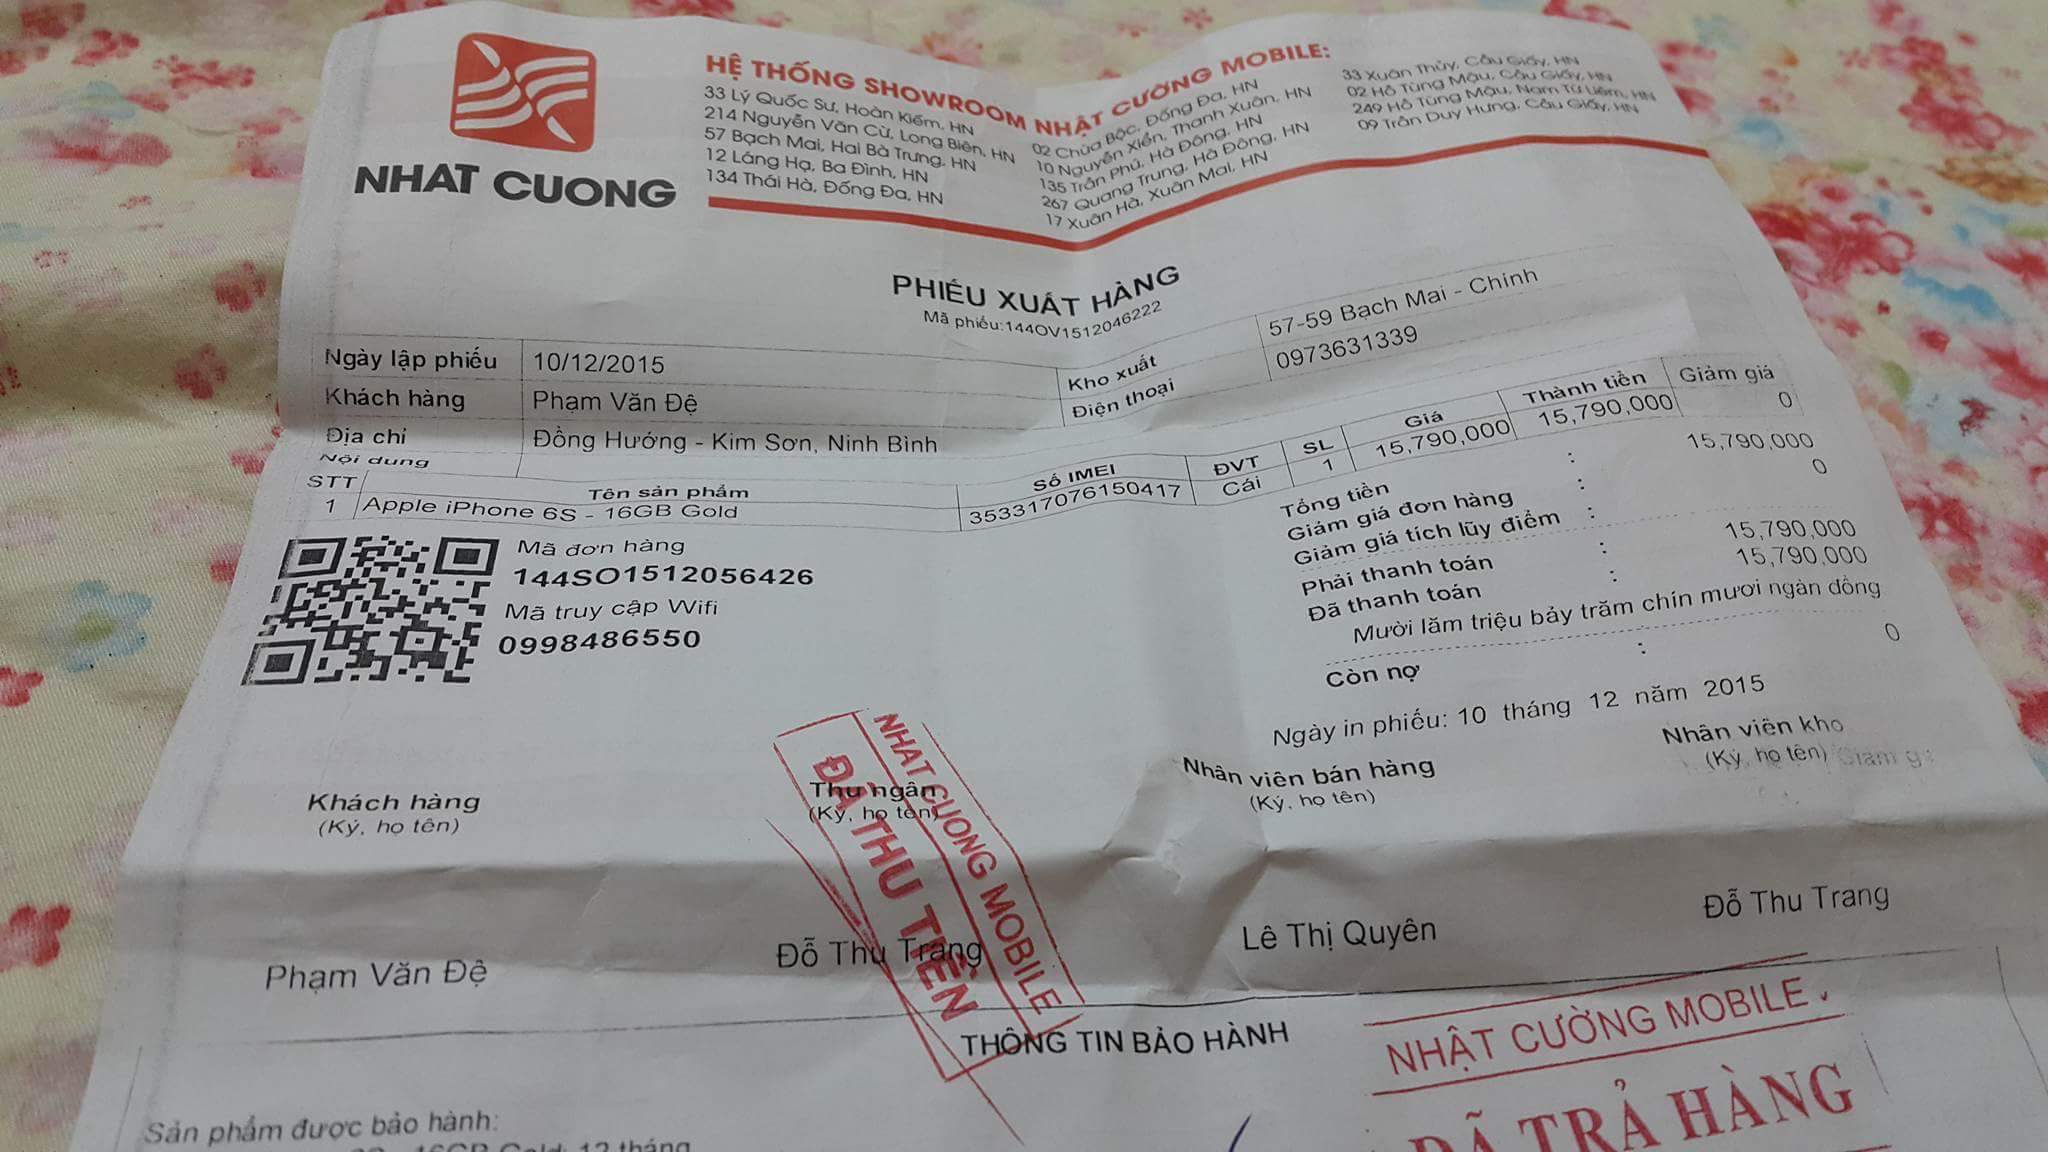 NHAT CUONG
HỆ THỐNG SHOWROOM NHẬT CƯỜNG MOBILE:
33 Lý Quốc Sư, Hoàn Kiếm, HN
214 Nguyễn Văn Cừ, Long Biên, HN
57 Bạch Mai, Hai Bà Trưng, HN
12 Láng Hạ, Ba Đình, HN
134 Thái Hà, Đống Đa, HN
02 Chùa Bộc, Đống Đa, HN
10 Nguyễn Xiển, Thanh Xuân, HN
135 Trần Phú, Hà Đông, HN
267 Quang Trung, Hà Đông, HN
17 Xuân Hà, Xuân Mai, HN
33 Xuân Thủy, Cầu Giấy, HN
02 Hồ Tùng Mậu, Cầu Giấy, HN
249 Hồ Tùng Mậu, Nam Từ Liêm, HN
09 Trần Duy Hưng, Cầu Giấy, HN
PHIẾU XUẤT HÀNG
Mã phiếu:144OV1512046222
Ngày lập phiếu 10/12/2015 Kho xuất 57-59 Bạch Mai - Chính
Khách hàng Phạm Văn Đệ Điện thoại 0973631339
Địa chỉ Đồng Hướng - Kim Sơn, Ninh Bình
Nội dung
STT Tên sản phẩm Số IMEI ĐVT SL Giá Thành tiền Giảm giá
1 Apple iPhone 6S - 16GB Gold 353317076150417 Cái 1 15,790,000 15,790,000 0
Tổng tiền : 15,790,000
Giảm giá đơn hàng : 0
Giảm giá tích lũy điểm :
Phải thanh toán : 15,790,000
Đã thanh toán : 15,790,000
Mười lăm triệu bảy trăm chín mươi ngàn đồng
Còn nợ : 0
Mã đơn hàng
144SO1512056426
Mã truy cập Wifi
0998486550
Ngày in phiếu: 10 tháng 12 năm 2015
Khách hàng Thu ngân Nhân viên bán hàng Nhân viên kho
(Ký, họ tên) (Ký, họ tên) (Ký, họ tên) (Ký, họ tên)
NHAT CUONG MOBILE
ĐÃ THU TIỀN
Phạm Văn Đệ Đỗ Thu Trang Lê Thị Quyên Đỗ Thu Trang
THÔNG TIN BẢO HÀNH
NHẬT CƯỜNG MOBILE
ĐÃ TRẢ HÀNG
Sản phẩm được bảo hành:
16GB Gold: 12 tháng